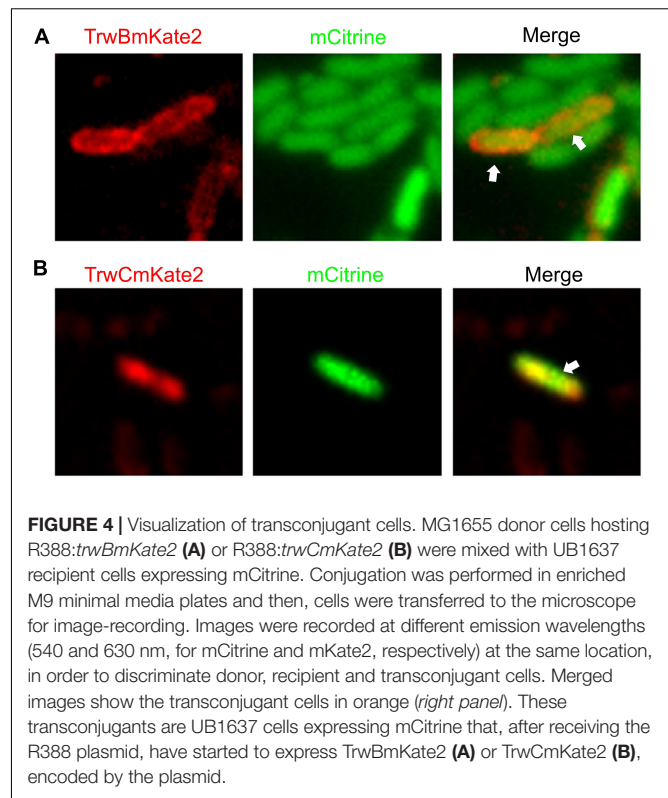 A TrwBmKate2 mCitrine Merge
B TrwCmKate2 mCitrine Merge
FIGURE 4 | Visualization of transconjugant cells. MG1655 donor cells hosting
R388:trwBmKate2 (A) or R388:trwCmKate2 (B) were mixed with UB1637
recipient cells expressing mCitrine. Conjugation was performed in enriched
M9 minimal media plates and then, cells were transferred to the microscope
for image-recording. Images were recorded at different emission wavelengths
(540 and 630 nm, for mCitrine and mKate2, respectively) at the same location,
in order to discriminate donor, recipient and transconjugant cells. Merged
images show the transconjugant cells in orange (right panel). These
transconjugants are UB1637 cells expressing mCitrine that, after receiving the
R388 plasmid, have started to express TrwBmKate2 (A) or TrwCmKate2 (B),
encoded by the plasmid.